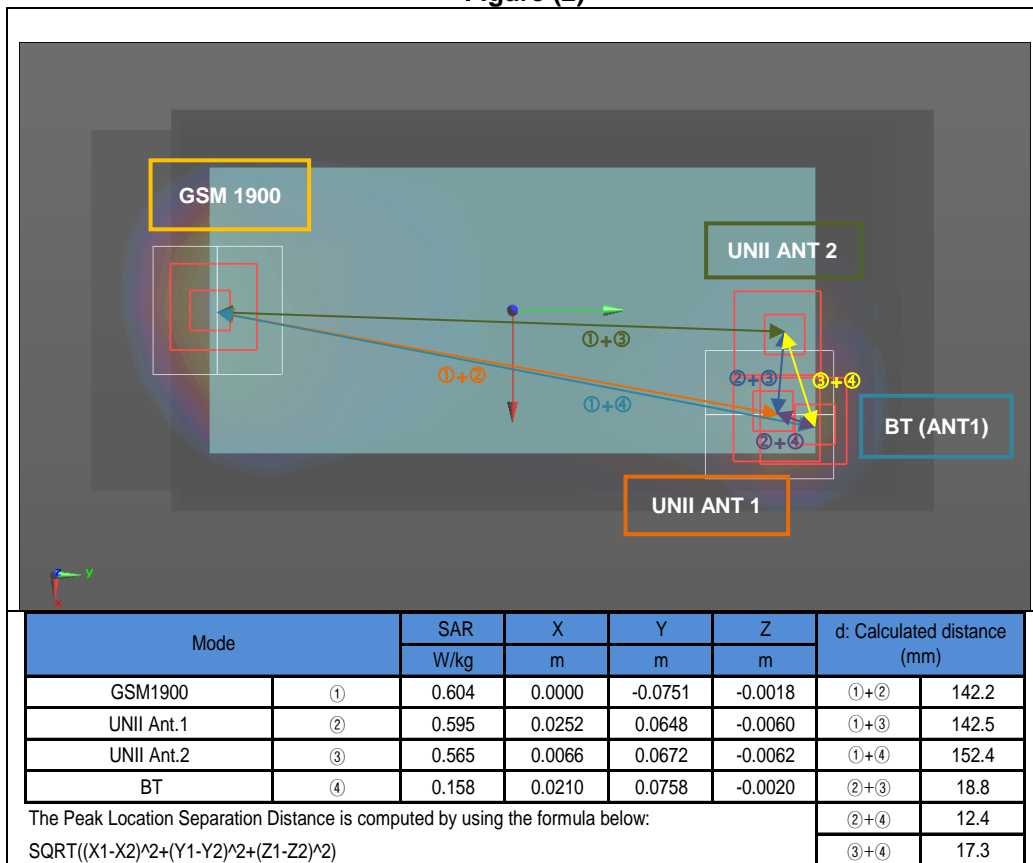 GSM 1900
UNII ANT 2
①+③
①+②
②+③
③+④
①+④
BT (ANT1)
②+④
UNII ANT 1
Z Y
X
Mode SAR X Y Z d: Calculated distance (mm)
W/kg m m m
GSM1900 ① 0.604 0.0000 -0.0751 -0.0018 ①+② 142.2
UNII Ant.1 ② 0.595 0.0252 0.0648 -0.0060 ①+③ 142.5
UNII Ant.2 ③ 0.565 0.0066 0.0672 -0.0062 ①+④ 152.4
BT ④ 0.158 0.0210 0.0758 -0.0020 ②+③ 18.8
The Peak Location Separation Distance is computed by using the formula below: ②+④ 12.4
SQRT((X1-X2)^2+(Y1-Y2)^2+(Z1-Z2)^2) ③+④ 17.3